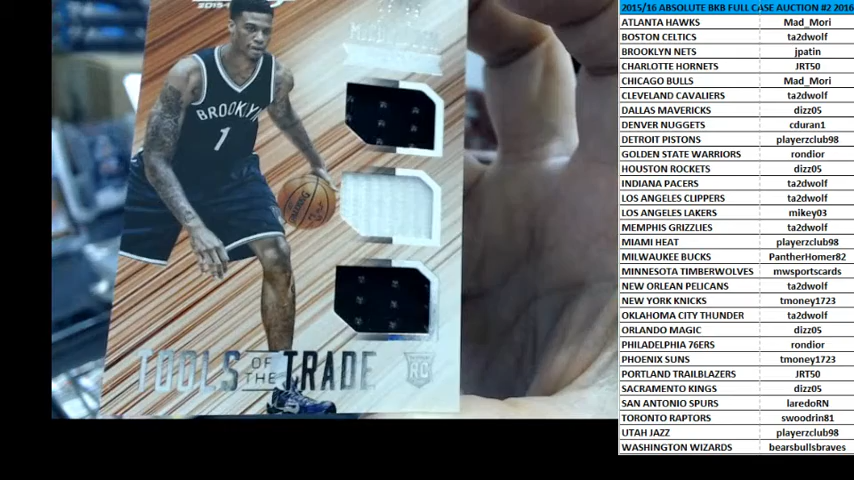 2015/16 ABSOLUTE BKB FULL CASE AUCTION #2 2016
ATLANTA HAWKS Mad_Mori
BOSTON CELTICS ta2dwolf
BROOKLYN NETS jpatin
CHARLOTTE HORNETS JRT50
CHICAGO BULLS Mad_Mori
CLEVELAND CAVALIERS ta2dwolf
DALLAS MAVERICKS dizz05
DENVER NUGGETS cduran1
DETROIT PISTONS playerzclub98
GOLDEN STATE WARRIORS rondior
HOUSTON ROCKETS dizz05
INDIANA PACERS ta2dwolf
LOS ANGELES CLIPPERS ta2dwolf
LOS ANGELES LAKERS mikey03
MEMPHIS GRIZZLIES ta2dwolf
MIAMI HEAT playerzclub98
MILWAUKEE BUCKS PantherHomer82
MINNESOTA TIMBERWOLVES mwsportscards
NEW ORLEAN PELICANS ta2dwolf
NEW YORK KNICKS tmoney1723
OKLAHOMA CITY THUNDER ta2dwolf
ORLANDO MAGIC dizz05
PHILADELPHIA 76ERS rondior
PHOENIX SUNS tmoney1723
PORTLAND TRAILBLAZERS JRT50
SACRAMENTO KINGS dizz05
SAN ANTONIO SPURS laredoRN
TORONTO RAPTORS swoodrin81
UTAH JAZZ playerzclub98
WASHINGTON WIZARDS bearsbullsbraves
BROOKLYN
1
SPALDING
TOOLS OF THE TRADE
RC